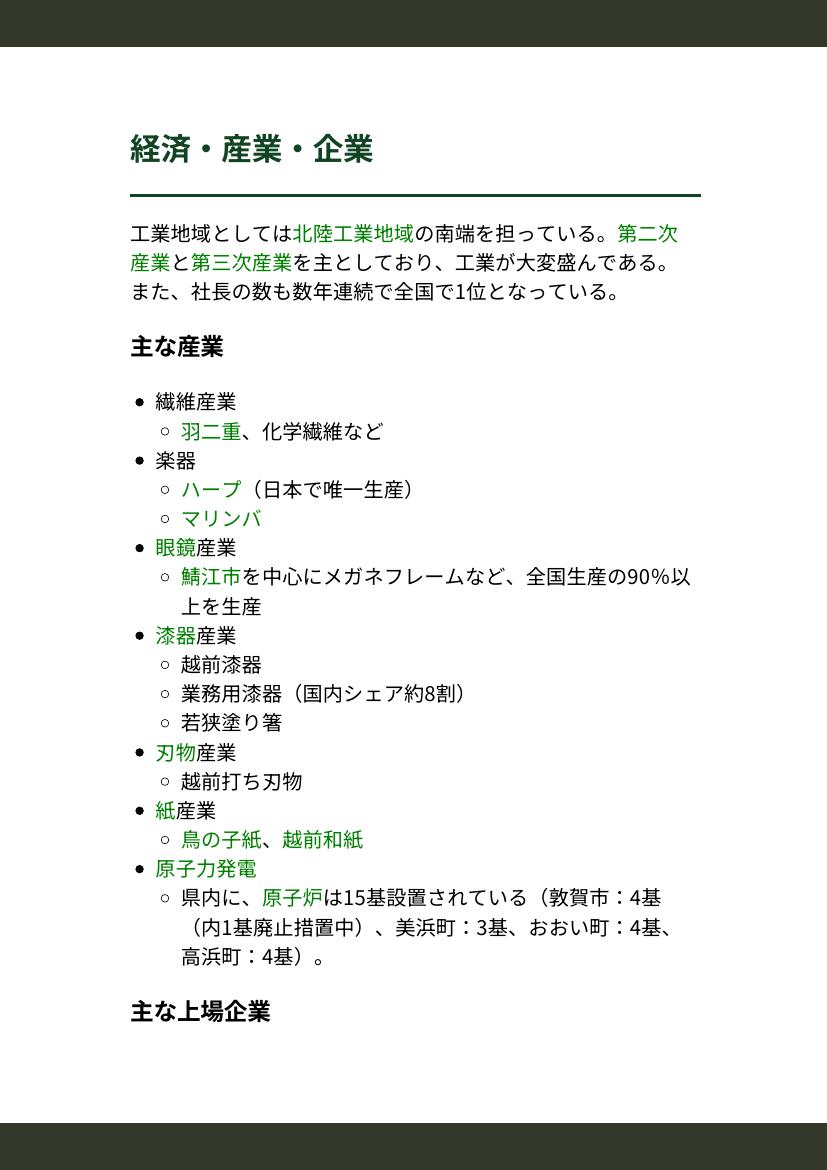 経済・産業・企業
工業地域としては北陸工業地域の南端を担っている。第二次
産業と第三次産業を主としており、工業が大変盛んである。
また、社長の数も数年連続で全国で1位となっている。
主な産業
• 繊維産業
○ 羽二重、化学繊維など
• 楽器
○ ハープ（日本で唯一生産）
○ マリンバ
• 眼鏡産業
○ 鯖江市を中心にメガネフレームなど、全国生産の90％以
上を生産
• 漆器産業
○ 越前漆器
○ 業務用漆器（国内シェア約8割）
○ 若狭塗り箸
• 刃物産業
○ 越前打ち刃物
• 紙産業
○ 鳥の子紙、越前和紙
• 原子力発電
○ 県内に、原子炉は15基設置されている（敦賀市：4基
（内1基廃止措置中）、美浜町：3基、おおい町：4基、
高浜町：4基）。
主な上場企業